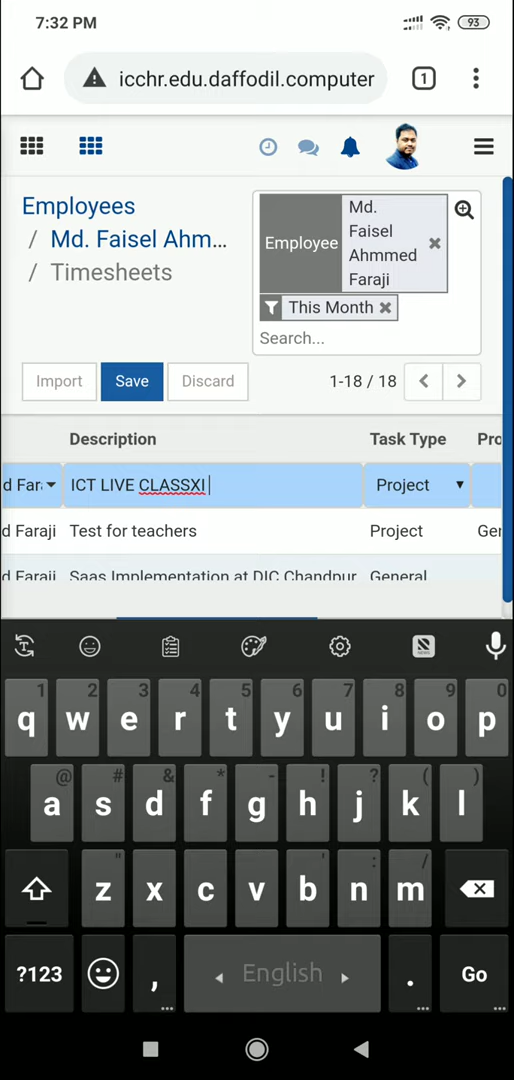 7:32 PM
93
icchr.edu.daffodil.computer
1
Employees
/ Md. Faisel Ahm...
/ Timesheets
Employee
Md.
Faisel
Ahmmed
Faraji
This Month
Search...
Import Save Discard 1-18 / 18
Description Task Type Pro
d Far ICT LIVE CLASSXI Project
d Faraji Test for teachers Project Ger
d Faraji Saas Implementation at DIC Chandpur General
1 2 3 4 5 6 7 8 9 0
q w e r t y u i o p
@ # & * - ! ? ( )
a s d f g h j k l
" ' : /
z x c v b n m
?123 , English . Go